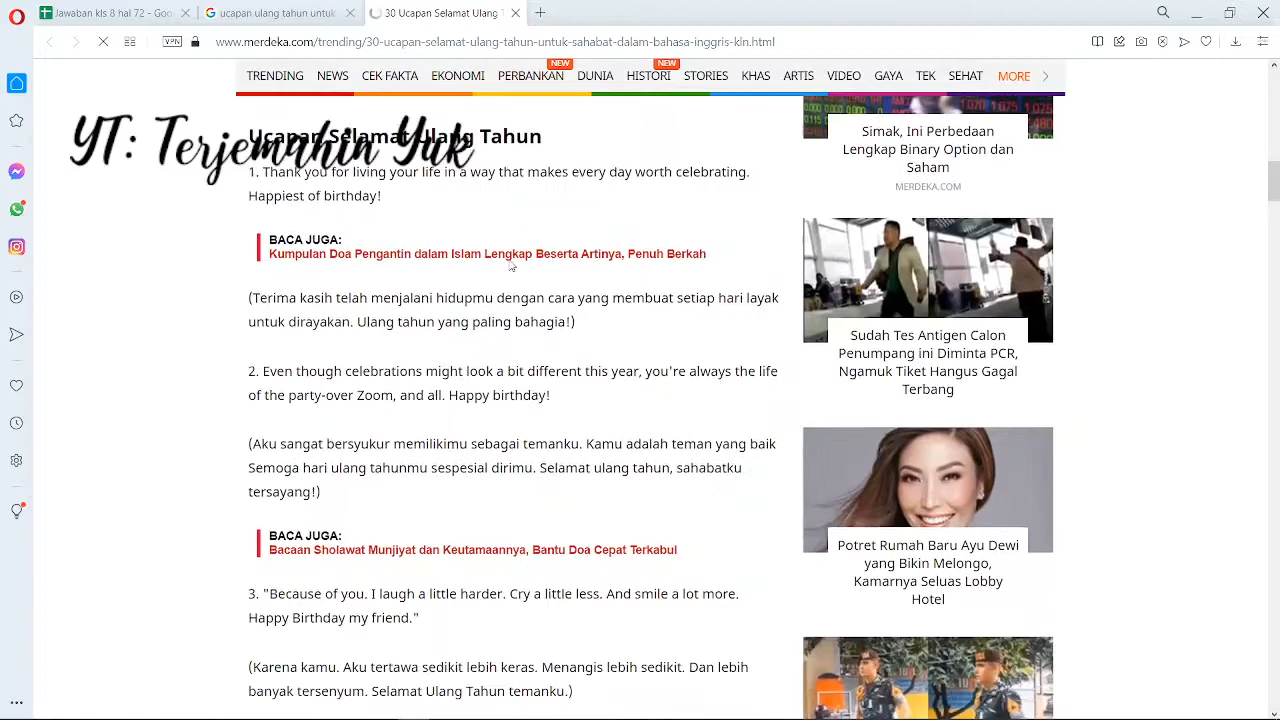 Jawaban kls 8 hal 72 - Goo
ucapan tahun untuk
30 Ucapan Selamat Ulang T
VPN
www.merdeka.com/trending/30-ucapan-selamat-ulang-tahun-untuk-sahabat-dalam-bahasa-inggris-kln.html
NEW NEW
TRENDING NEWS CEK FAKTA EKONOMI PERBANKAN DUNIA HISTORI STORIES KHAS ARTIS VIDEO GAYA TEK SEHAT MORE
YT: Terjemahin Yuk
Ucapan Selamat Ulang Tahun
1. Thank you for living your life in a way that makes every day worth celebrating.
Happiest of birthday!
BACA JUGA:
Kumpulan Doa Pengantin dalam Islam Lengkap Beserta Artinya, Penuh Berkah
(Terima kasih telah menjalani hidupmu dengan cara yang membuat setiap hari layak
untuk dirayakan. Ulang tahun yang paling bahagia!)
2. Even though celebrations might look a bit different this year, you're always the life
of the party-over Zoom, and all. Happy birthday!
(Aku sangat bersyukur memilikimu sebagai temanku. Kamu adalah teman yang baik
Semoga hari ulang tahunmu sespesial dirimu. Selamat ulang tahun, sahabatku
tersayang!)
BACA JUGA:
Bacaan Sholawat Munjiyat dan Keutamaannya, Bantu Doa Cepat Terkabul
3. "Because of you. I laugh a little harder. Cry a little less. And smile a lot more.
Happy Birthday my friend."
(Karena kamu. Aku tertawa sedikit lebih keras. Menangis lebih sedikit. Dan lebih
banyak tersenyum. Selamat Ulang Tahun temanku.)
Simak, Ini Perbedaan
Lengkap Binary Option dan
Saham
MERDEKA.COM
Sudah Tes Antigen Calon
Penumpang ini Diminta PCR,
Ngamuk Tiket Hangus Gagal
Terbang
Potret Rumah Baru Ayu Dewi
yang Bikin Melongo,
Kamarnya Seluas Lobby
Hotel